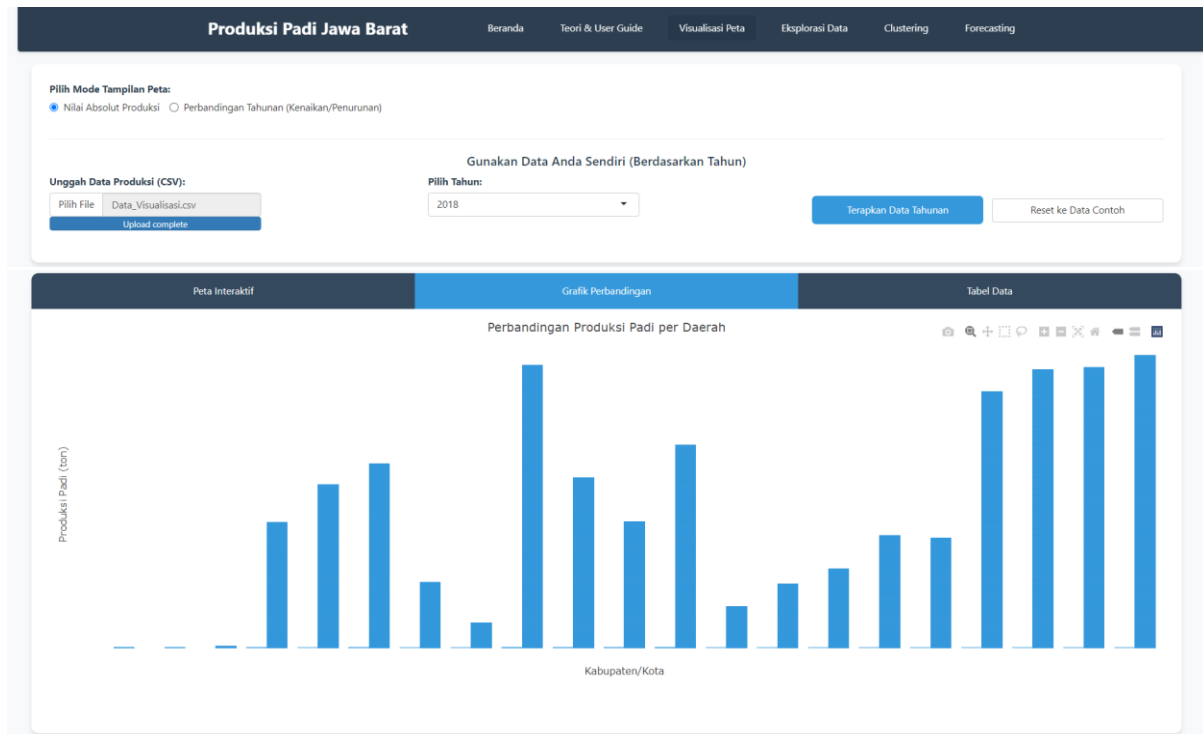 Produksi Padi Jawa Barat Beranda Teori & User Guide Visualisasi Peta Eksplorasi Data Clustering Forecasting
Pilih Mode Tampilan Peta:
Nilai Absolut Produksi Perbandingan Tahunan (Kenaikan/Penurunan)
Gunakan Data Anda Sendiri (Berdasarkan Tahun)
Unggah Data Produksi (CSV): Pilih Tahun:
Pilih File Data_Visualisasi.csv 2018
Upload complete Terapkan Data Tahunan Reset ke Data Contoh
Peta Interaktif Grafik Perbandingan Tabel Data
Perbandingan Produksi Padi per Daerah
Produksi Padi (ton)
Kabupaten/Kota